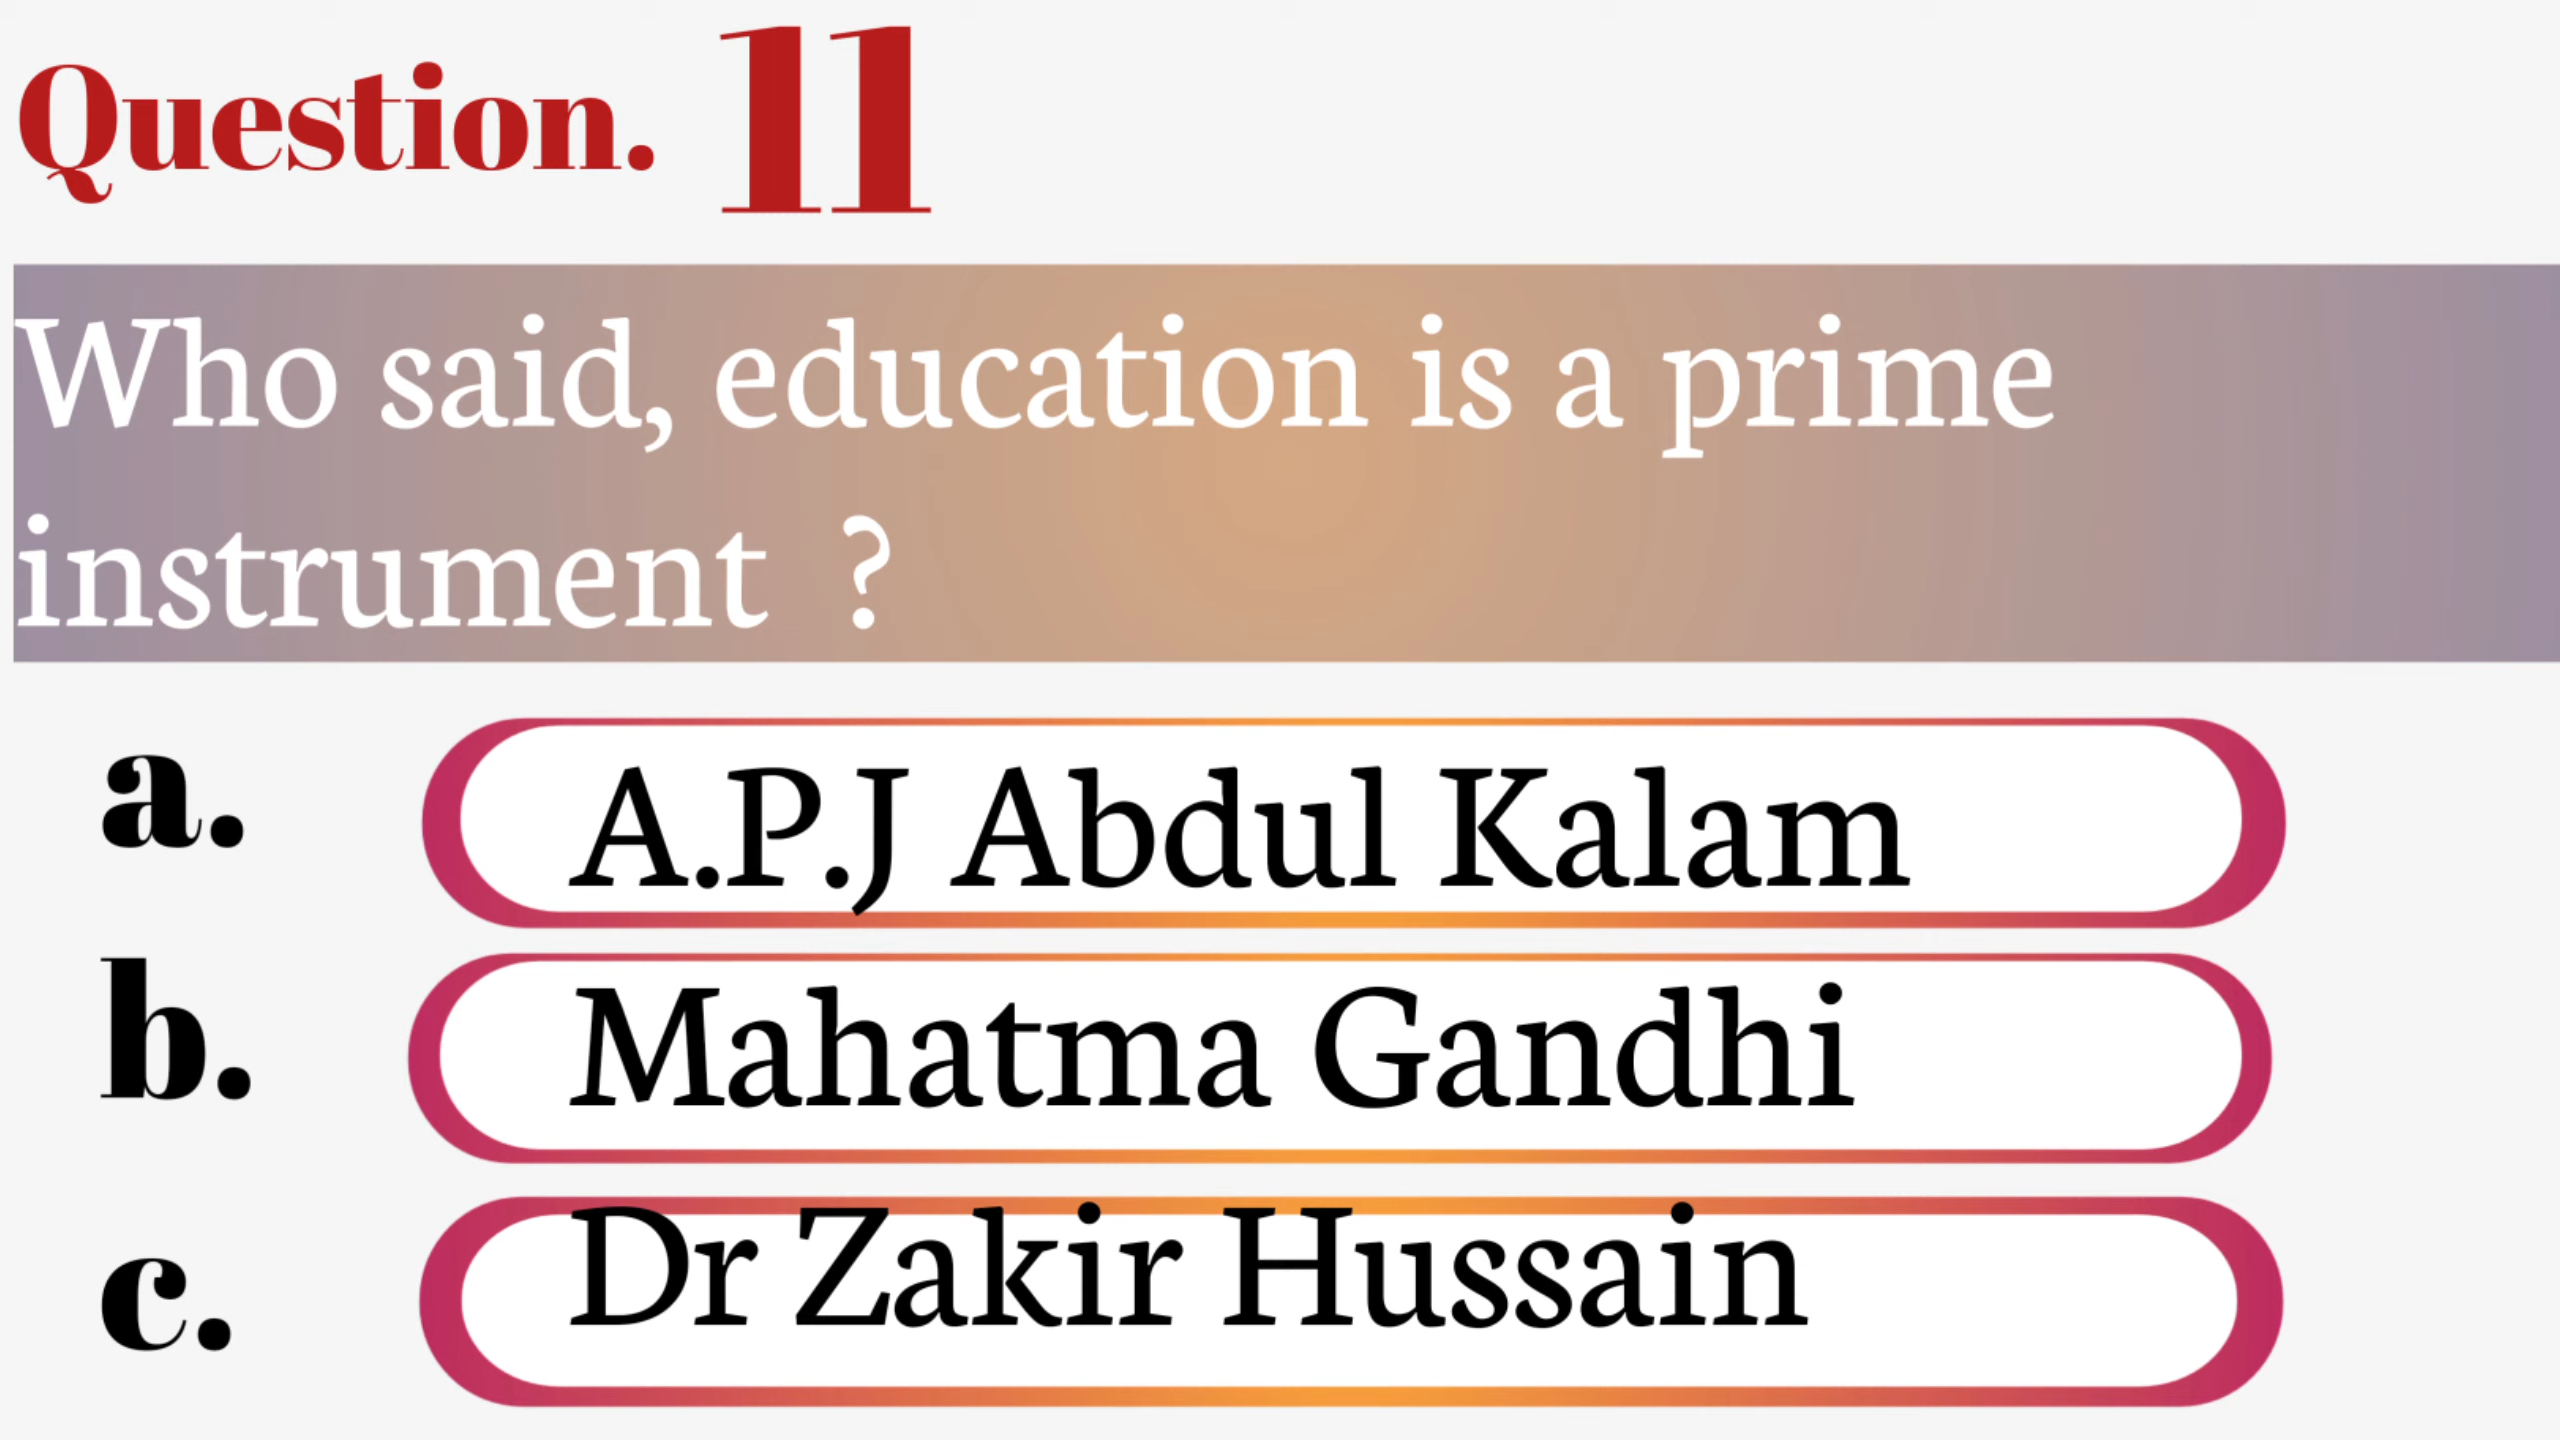 Question. 11
Who said, education is a prime
instrument ?
a. A.P.J Abdul Kalam
b. Mahatma Gandhi
c. Dr Zakir Hussain